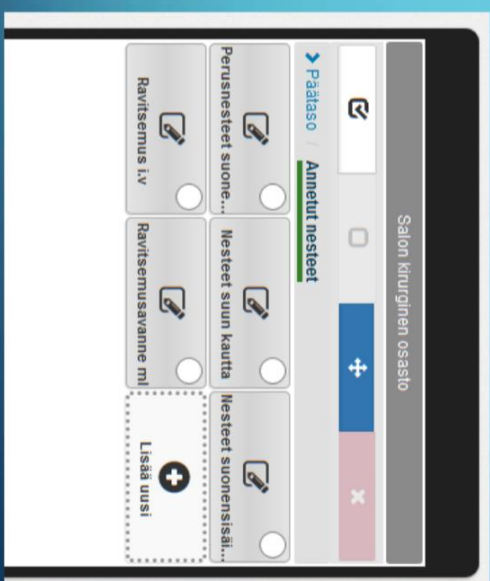 Salon kirurginen osasto
Päätaso / Annetut nesteet
Perusnesteet suone...
Nesteet suun kautta
Nesteet suonensisäi...
Ravitsemus i.v
Ravitsemusavanne ml
Lisää uusi